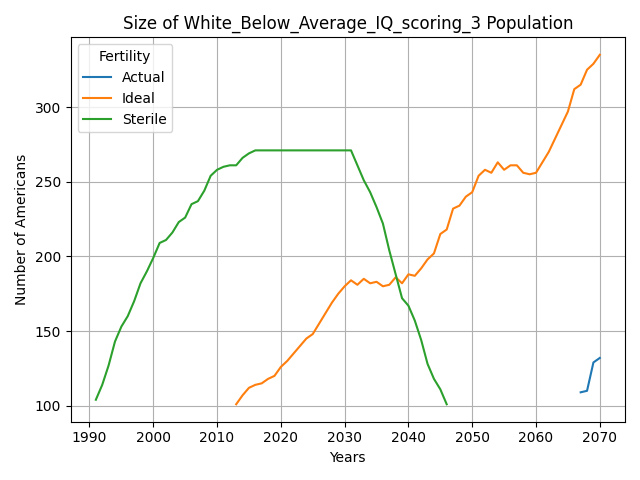 Size of White_Below_Average_IQ_scoring_3 Population
Fertility
Actual
Ideal
Sterile
Number of Americans
300
250
200
150
100
1990 2000 2010 2020 2030 2040 2050 2060 2070
Years